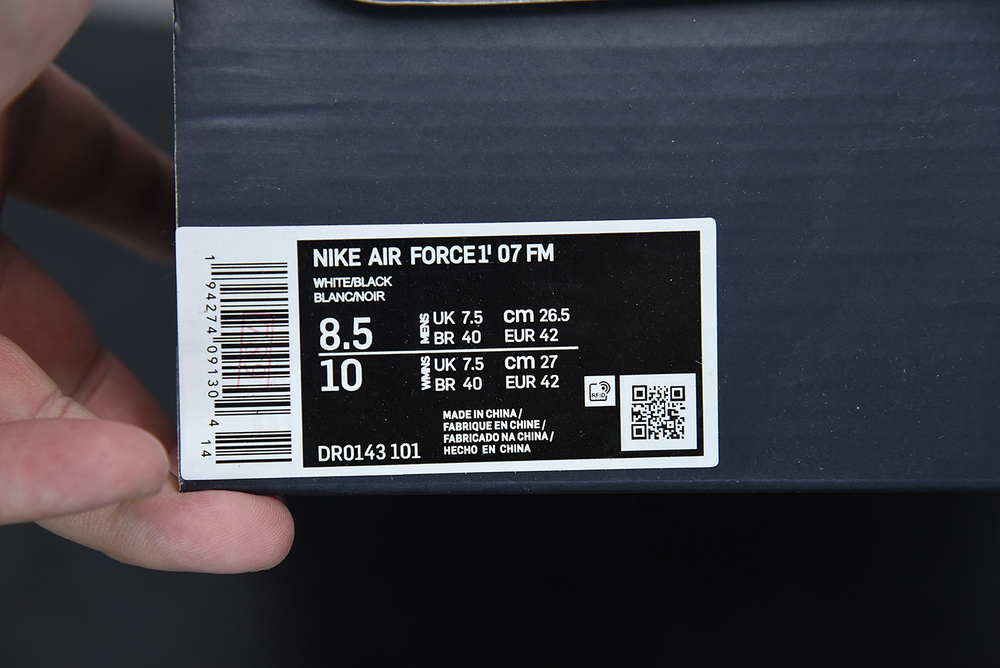 NIKE AIR FORCE 1' 07 FM
WHITE/BLACK
BLANC/NOIR
8.5
MENS
UK 7.5 cm 26.5
BR 40 EUR 42
10
WMNS
UK 7.5 cm 27
BR 40 EUR 42
RFID
MADE IN CHINA /
FABRIQUE EN CHINE /
FABRICADO NA CHINA /
HECHO EN CHINA
DR0143 101
1 94274 09130 4 14